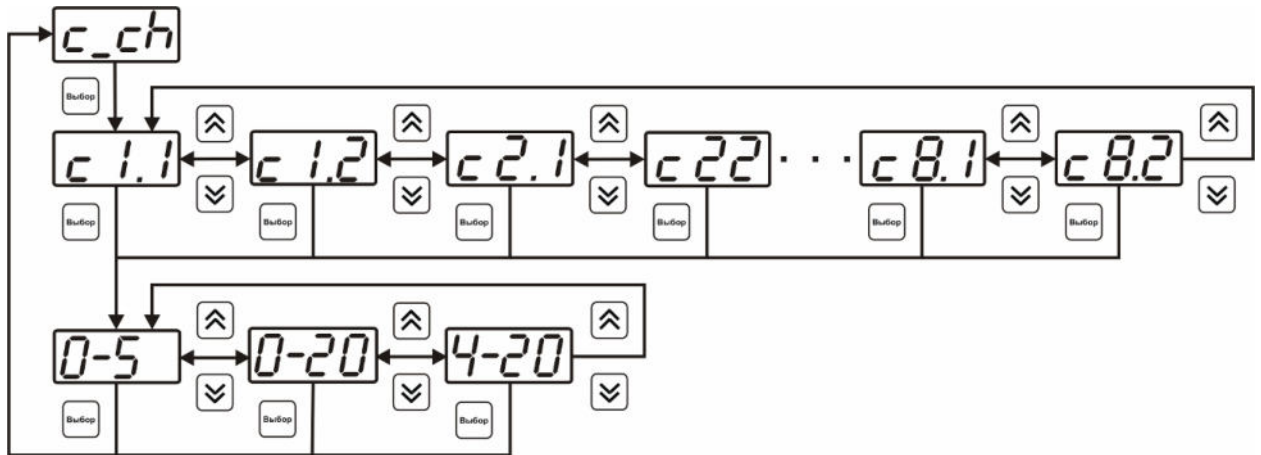 c_ch
Выбор
c 1.1 c 1.2 c 2.1 c 22 . . . c 8.1 c 8.2
Выбор Выбор Выбор Выбор Выбор Выбор
0-5 0-20 4-20
Выбор Выбор Выбор